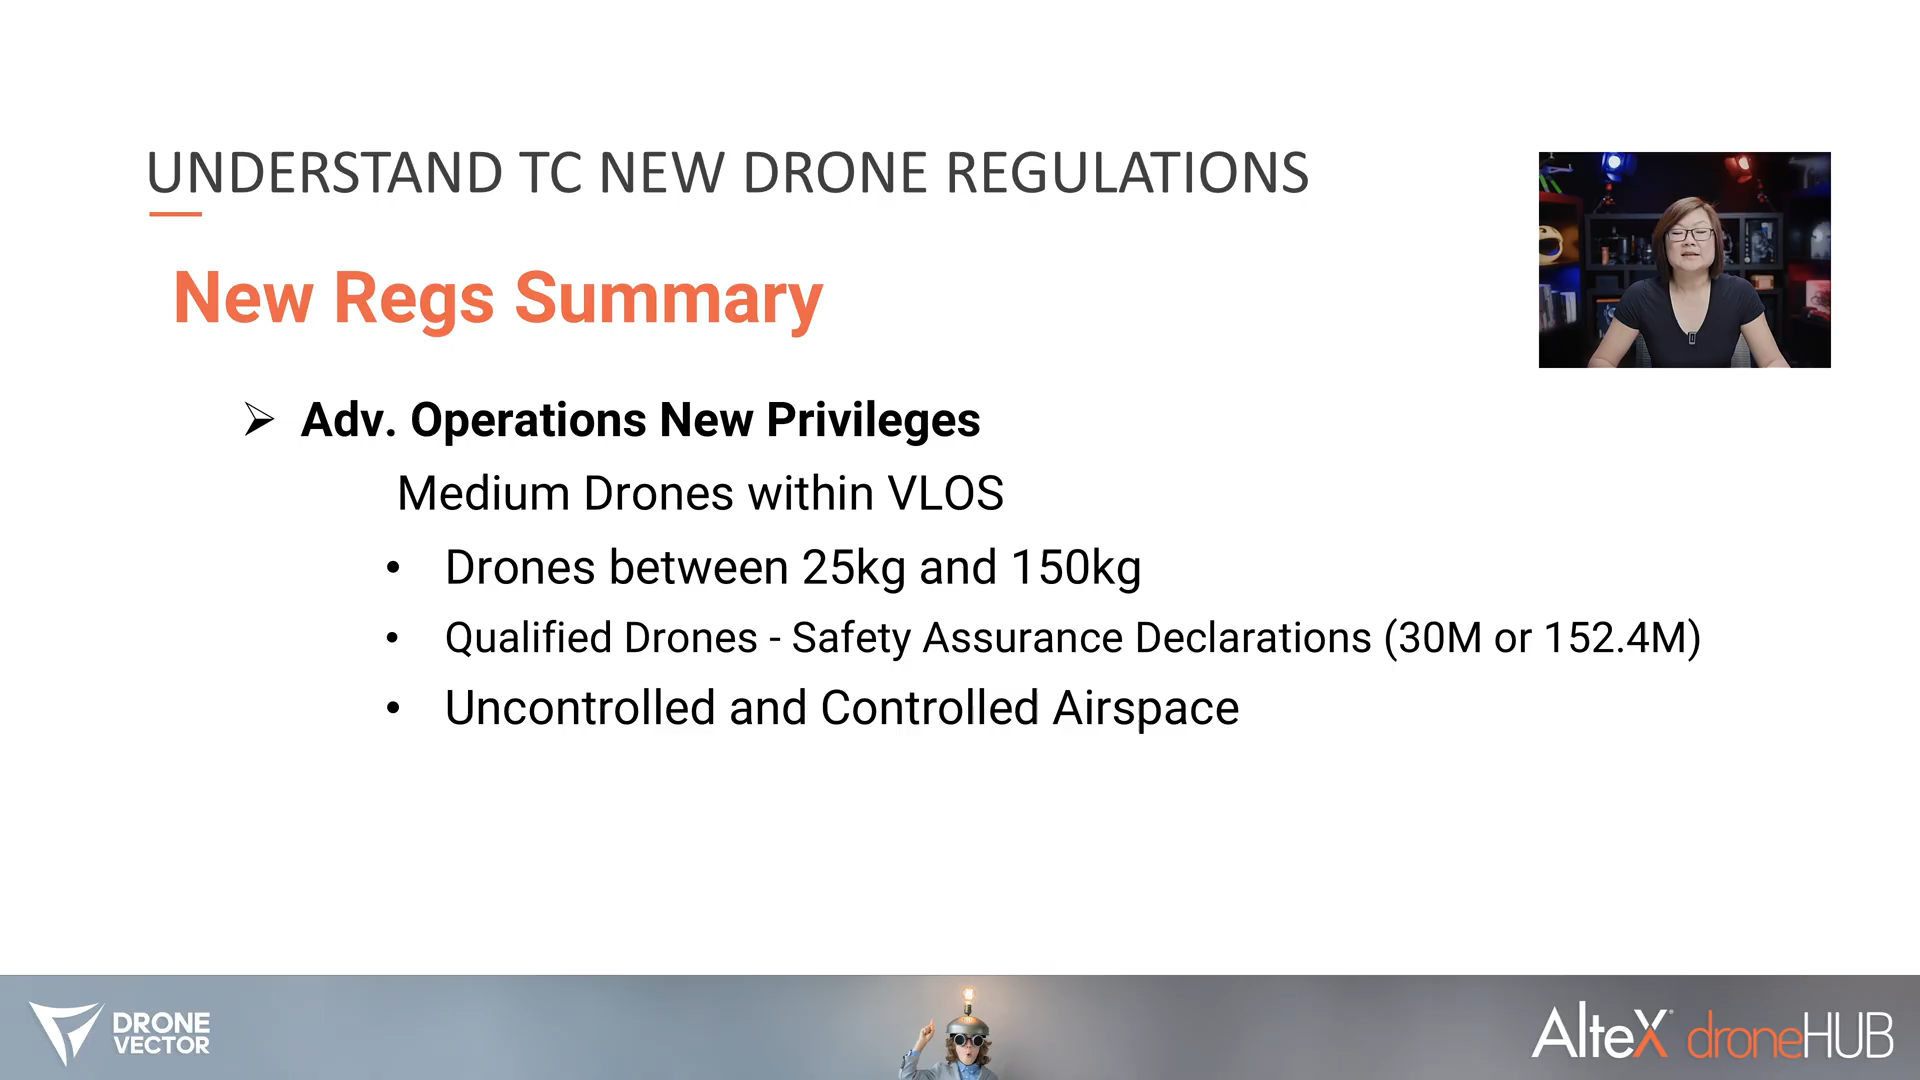 UNDERSTAND TC NEW DRONE REGULATIONS
New Regs Summary
Adv. Operations New Privileges
Medium Drones within VLOS
• Drones between 25kg and 150kg
• Qualified Drones - Safety Assurance Declarations (30M or 152.4M)
• Uncontrolled and Controlled Airspace
DRONE
VECTOR
AlteX droneHUB